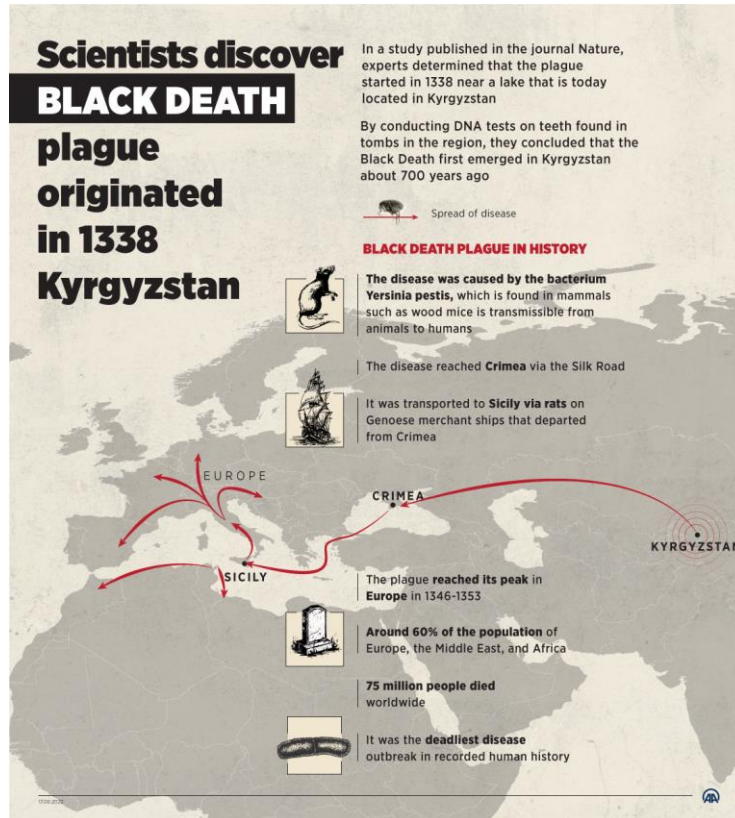 Scientists discover
BLACK DEATH
plague
originated
in 1338
Kyrgyzstan
In a study published in the journal Nature,
experts determined that the plague
started in 1338 near a lake that is today
located in Kyrgyzstan
By conducting DNA tests on teeth found in
tombs in the region, they concluded that the
Black Death first emerged in Kyrgyzstan
about 700 years ago
Spread of disease
BLACK DEATH PLAGUE IN HISTORY
The disease was caused by the bacterium
Yersinia pestis, which is found in mammals
such as wood mice is transmissible from
animals to humans
The disease reached Crimea via the Silk Road
It was transported to Sicily via rats on
Genoese merchant ships that departed
from Crimea
EUROPE
CRIMEA
KYRGYZSTAN
SICILY
The plague reached its peak in
Europe in 1346-1353
Around 60% of the population of
Europe, the Middle East, and Africa
75 million people died
worldwide
It was the deadliest disease
outbreak in recorded human history
AA